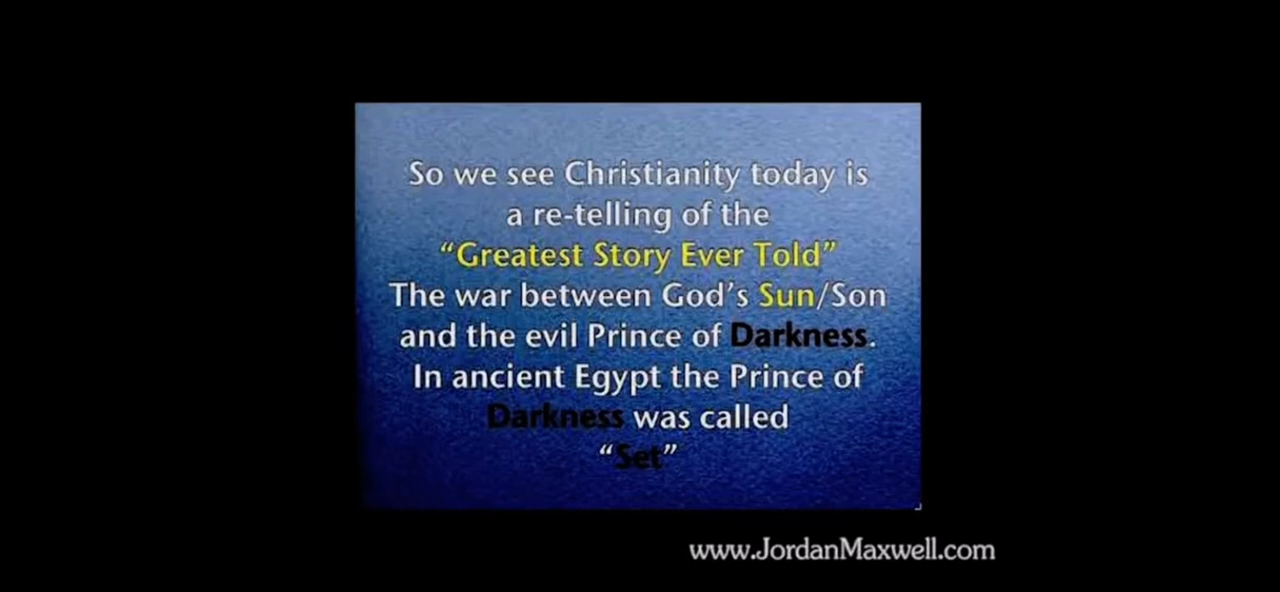 So we see Christianity today is
a re-telling of the
“Greatest Story Ever Told”
The war between God’s Sun/Son
and the evil Prince of Darkness.
In ancient Egypt the Prince of
Darkness was called
“Set”
www.JordanMaxwell.com